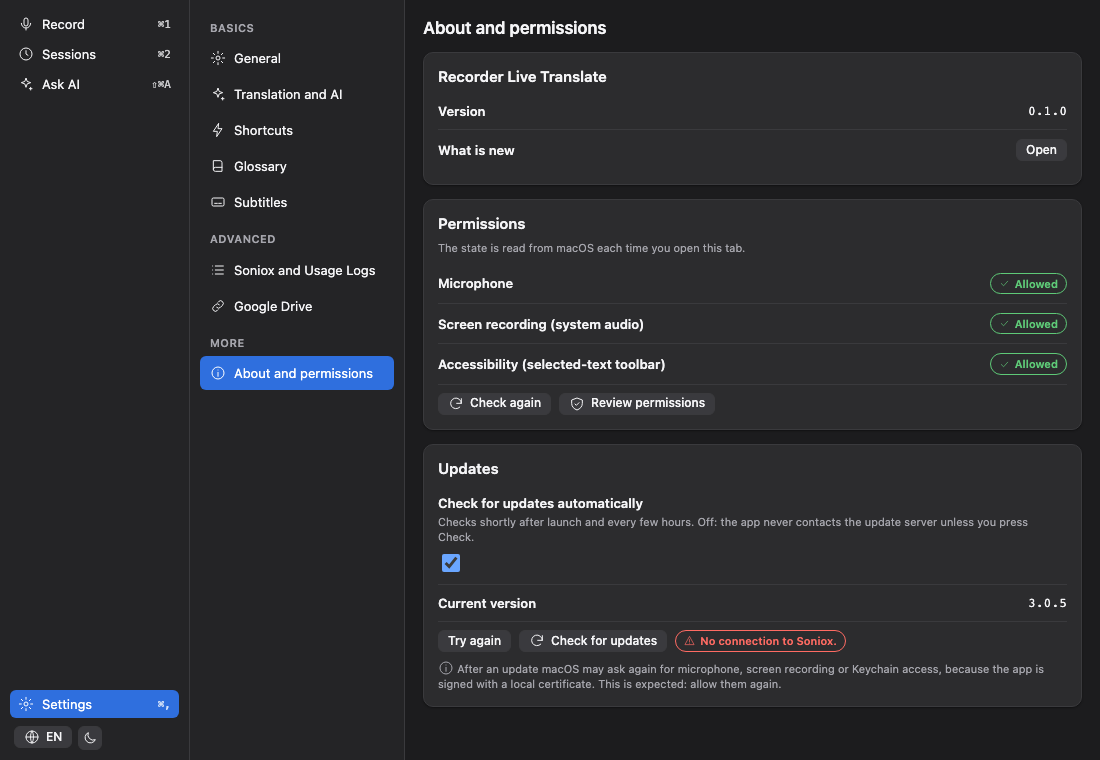 Record ⌘1
Sessions ⌘2
Ask AI ⇧⌘A
Settings ⌘,
EN
BASICS
General
Translation and AI
Shortcuts
Glossary
Subtitles
ADVANCED
Soniox and Usage Logs
Google Drive
MORE
About and permissions
About and permissions
Recorder Live Translate
Version 0.1.0
What is new Open
Permissions
The state is read from macOS each time you open this tab.
Microphone Allowed
Screen recording (system audio) Allowed
Accessibility (selected-text toolbar) Allowed
Check again Review permissions
Updates
Check for updates automatically
Checks shortly after launch and every few hours. Off: the app never contacts the update server unless you press
Check.
Current version 3.0.5
Try again Check for updates No connection to Soniox.
After an update macOS may ask again for microphone, screen recording or Keychain access, because the app is
signed with a local certificate. This is expected: allow them again.